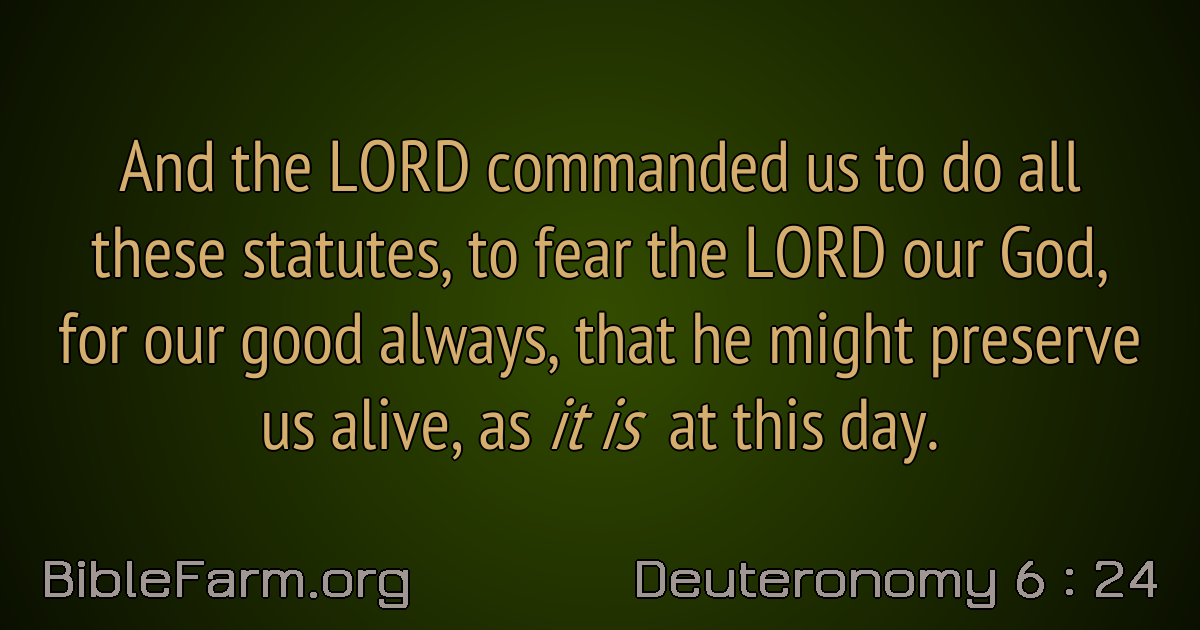 And the LORD commanded us to do all
these statutes, to fear the LORD our God,
for our good always, that he might preserve
us alive, as it is at this day.
BibleFarm.org
Deuteronomy 6 : 24